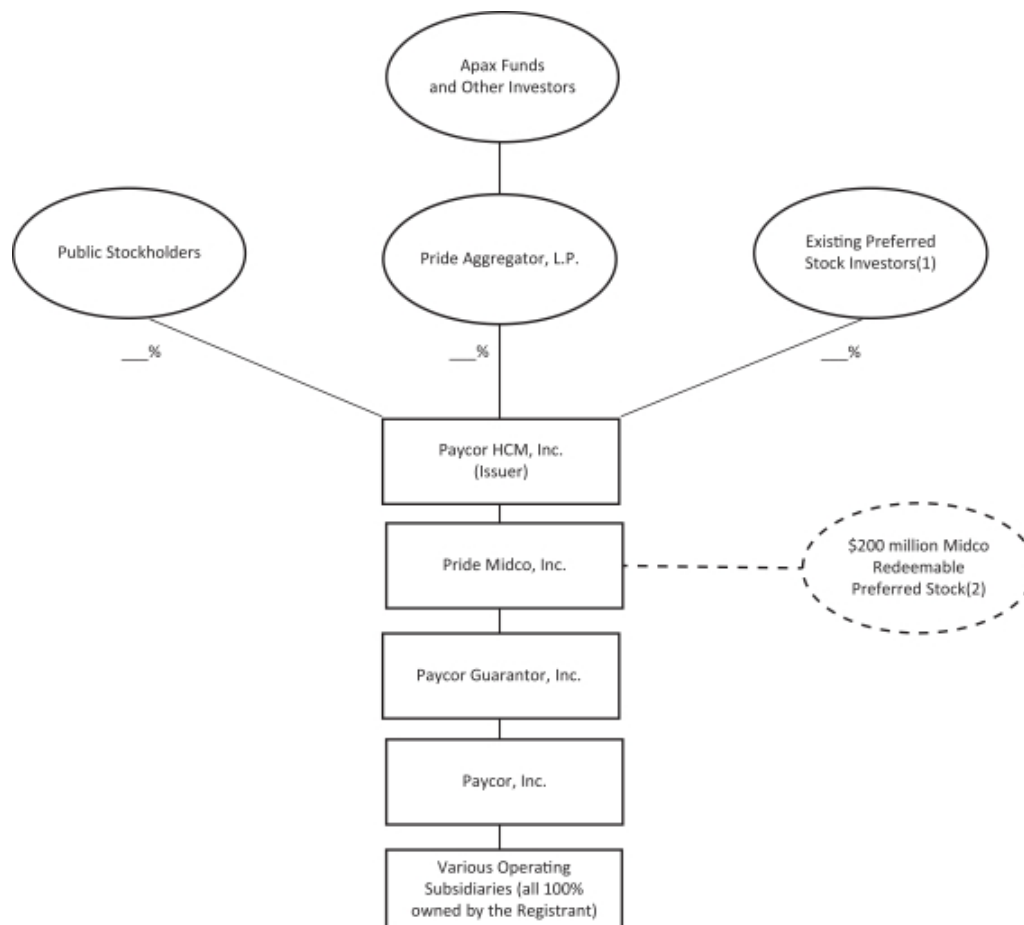 Apax Funds
and Other Investors
Public Stockholders
Pride Aggregator, L.P.
Existing Preferred
Stock Investors(1)
___%
___%
___%
Paycor HCM, Inc.
(Issuer)
Pride Midco, Inc.
$200 million Midco
Redeemable
Preferred Stock(2)
Paycor Guarantor, Inc.
Paycor, Inc.
Various Operating
Subsidiaries (all 100%
owned by the Registrant)